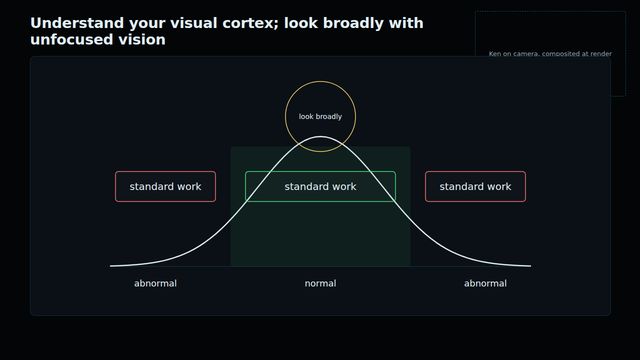 Understand your visual cortex; look broadly with
unfocused vision
Ken on camera, composited at render
look broadly
standard work
standard work
standard work
abnormal
normal
abnormal